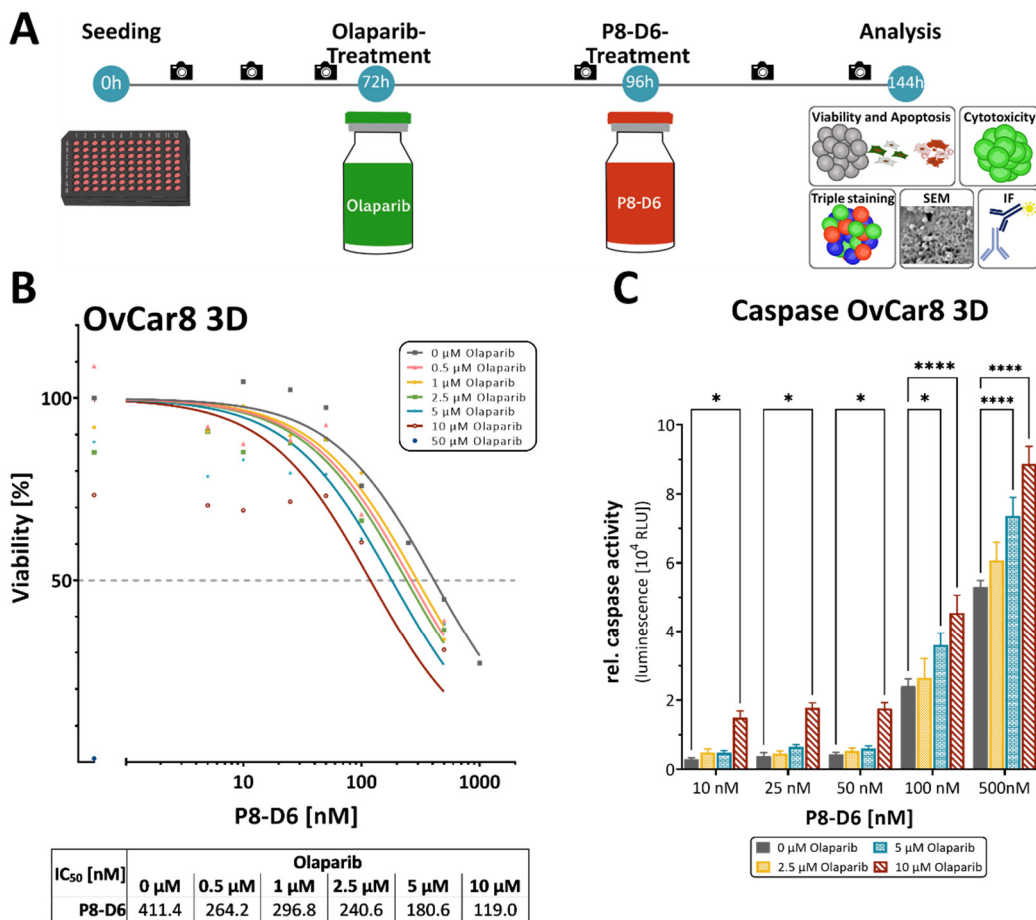 A
Seeding
Olaparib-
Treatment
P8-D6-
Treatment
Analysis
0h
72h
96h
144h
Olaparib
P8-D6
Viability and Apoptosis
Cytotoxicity
Triple staining
SEM
IF
B
OvCar8 3D
0 µM Olaparib
0.5 µM Olaparib
1 µM Olaparib
2.5 µM Olaparib
5 µM Olaparib
10 µM Olaparib
50 µM Olaparib
Viability [%]
100
50
10
100
1000
P8-D6 [nM]
IC50 [nM]
Olaparib
0 µM 0.5 µM 1 µM 2.5 µM 5 µM 10 µM
P8-D6 411.4 264.2 296.8 240.6 180.6 119.0
C
Caspase OvCar8 3D
rel. caspase activity
(luminescence [10⁴ RLU])
10
8
6
4
2
0
*
*
*
****
*
****
****
10 nM 25 nM 50 nM 100 nM 500nM
P8-D6 [nM]
0 µM Olaparib 5 µM Olaparib
2.5 µM Olaparib 10 µM Olaparib